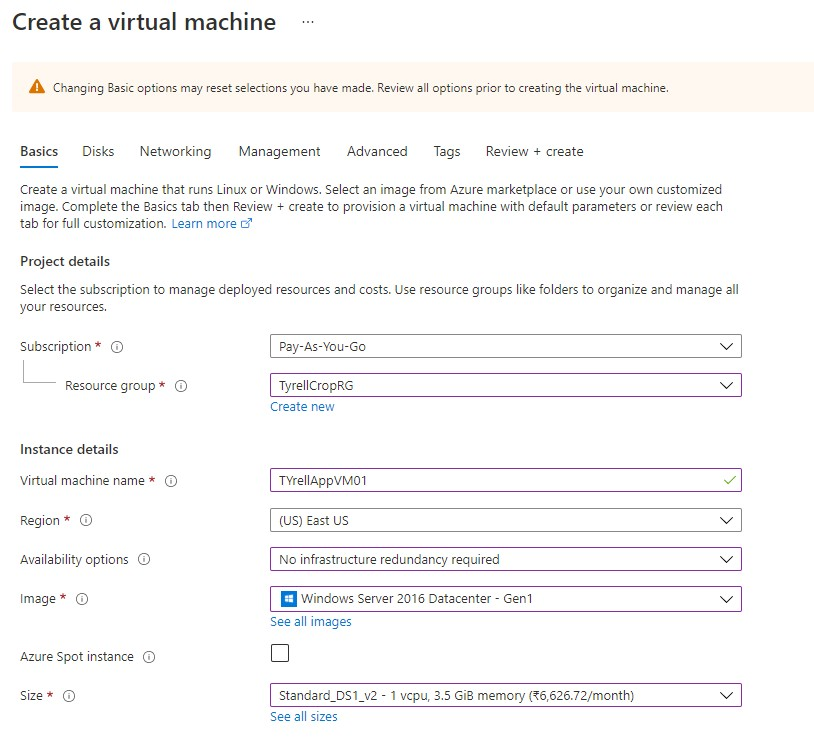 Create a virtual machine ...
Changing Basic options may reset selections you have made. Review all options prior to creating the virtual machine.
Basics Disks Networking Management Advanced Tags Review + create
Create a virtual machine that runs Linux or Windows. Select an image from Azure marketplace or use your own customized
image. Complete the Basics tab then Review + create to provision a virtual machine with default parameters or review each
tab for full customization. Learn more
Project details
Select the subscription to manage deployed resources and costs. Use resource groups like folders to organize and manage all
your resources.
Subscription * Pay-As-You-Go
Resource group * TyrellCropRG
Create new
Instance details
Virtual machine name * TYrellAppVM01
Region * (US) East US
Availability options No infrastructure redundancy required
Image * Windows Server 2016 Datacenter - Gen1
See all images
Azure Spot instance
Size * Standard_DS1_v2 - 1 vcpu, 3.5 GiB memory (₹6,626.72/month)
See all sizes